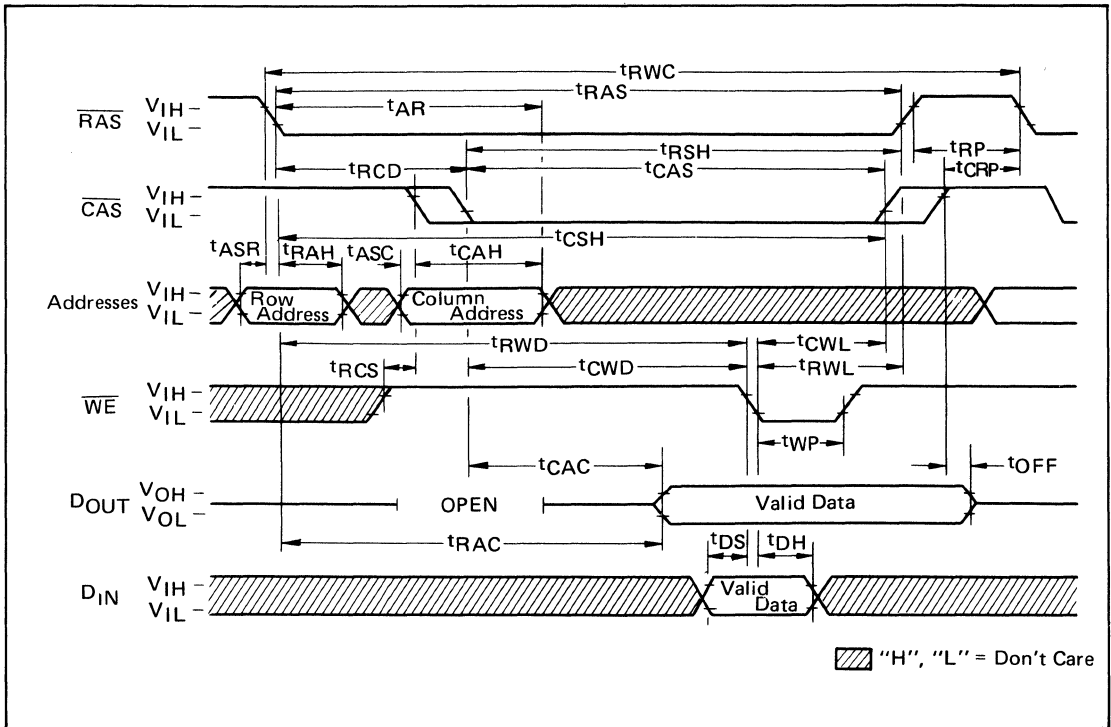 tRWC
tRAS
tAR
RAS VIH VIL
tRSH
tRP
tRCD
tCAS
tCRP
CAS VIH VIL
tCSH
tASR tRAH tASC tCAH
Addresses VIH VIL
Row Address
Column Address
tRWD
tCWL
tRCS
tCWD
tRWL
WE VIH VIL
tWP
tCAC
tOFF
DOUT VOH VOL
OPEN
Valid Data
tRAC
tDS tDH
DIN VIH VIL
Valid Data
"H", "L" = Don't Care